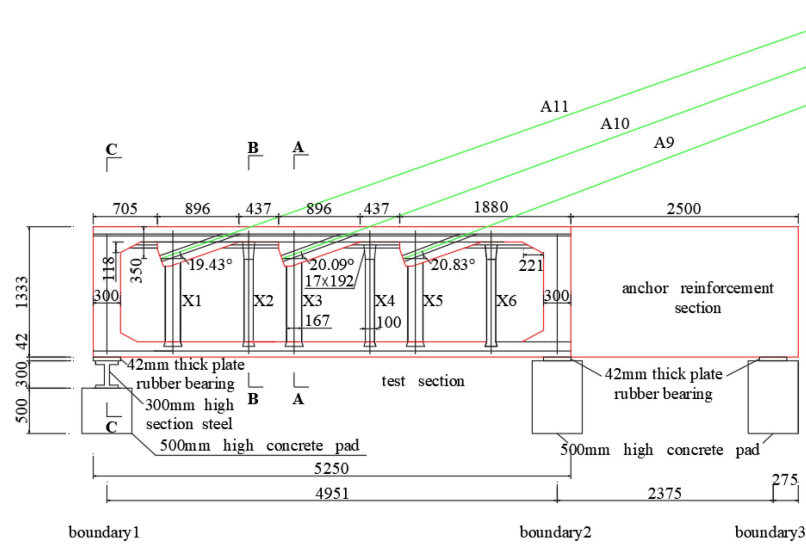 A11
A10
A9
C
B
A
705
896
437
896
437
1880
2500
118
350
19.43°
20.09°
20.83°
17×192
221
1333
300
X1
X2
X3
X4
X5
X6
300
167
100
anchor reinforcement
section
42
42mm thick plate
rubber bearing
test section
42mm thick plate
rubber bearing
300
300mm high
section steel
B
A
500
C
500mm high concrete pad
500mm high concrete pad
5250
275
4951
2375
boundary1
boundary2
boundary3